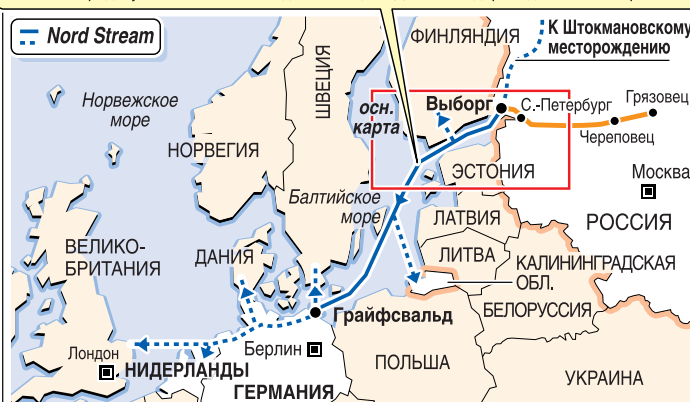 Nord Stream
ФИНЛЯНДИЯ
К Штокмановскому
месторождению
ШВЕЦИЯ
Норвежское
море
осн.
карта
Выборг
С.-Петербург
Грязовец
Череповец
НОРВЕГИЯ
ЭСТОНИЯ
Москва
Балтийское
море
ЛАТВИЯ
РОССИЯ
ВЕЛИКО-
БРИТАНИЯ
ДАНИЯ
ЛИТВА
КАЛИНИНГРАДСКАЯ
ОБЛ.
БЕЛОРУССИЯ
Грайфсвальд
Лондон
НИДЕРЛАНДЫ
Берлин
ПОЛЬША
УКРАИНА
ГЕРМАНИЯ